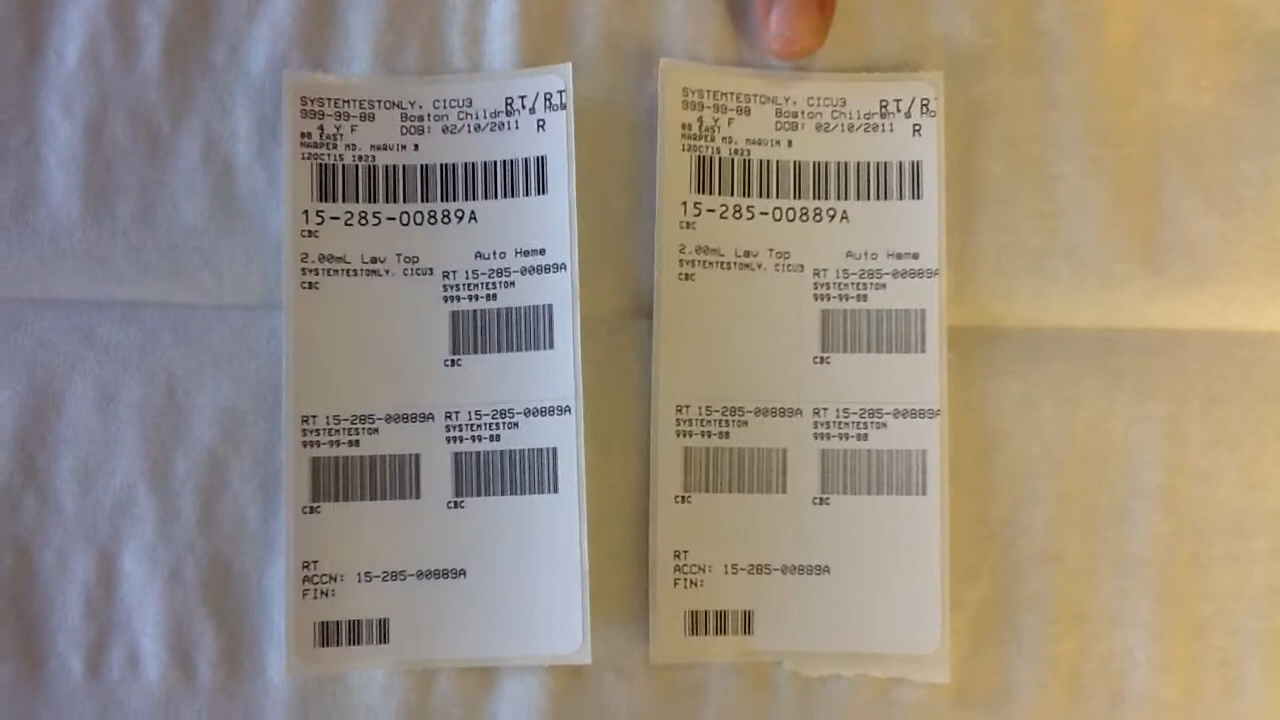 SYSTEMTESTONLY, CICU3 RT/RT
999-99-88 Boston Children's Hos
4 Y F DOB: 02/10/2011 R
08 EAST
HARPER MD, MARVIN B
12OCT15 1023
15-285-00889A
CBC
2.00mL Lav Top Auto Heme
SYSTEMTESTONLY, CICU3 RT 15-285-00889A
CBC SYSTEMTESTON
999-99-88
CBC
RT 15-285-00889A RT 15-285-00889A
SYSTEMTESTON SYSTEMTESTON
999-99-88 999-99-88
CBC CBC
RT
ACCN: 15-285-00889A
FIN:
SYSTEMTESTONLY, CICU3 RT/RT
999-99-88 Boston Children's Ho
4 Y F DOB: 02/10/2011 R
08 EAST
HARPER MD, MARVIN B
12OCT15 1023
15-285-00889A
CBC
2.00mL Lav Top Auto Heme
SYSTEMTESTONLY, CICU3 RT 15-285-00889A
CBC SYSTEMTESTON
999-99-88
CBC
RT 15-285-00889A RT 15-285-00889A
SYSTEMTESTON SYSTEMTESTON
999-99-88 999-99-88
CBC CBC
RT
ACCN: 15-285-00889A
FIN: